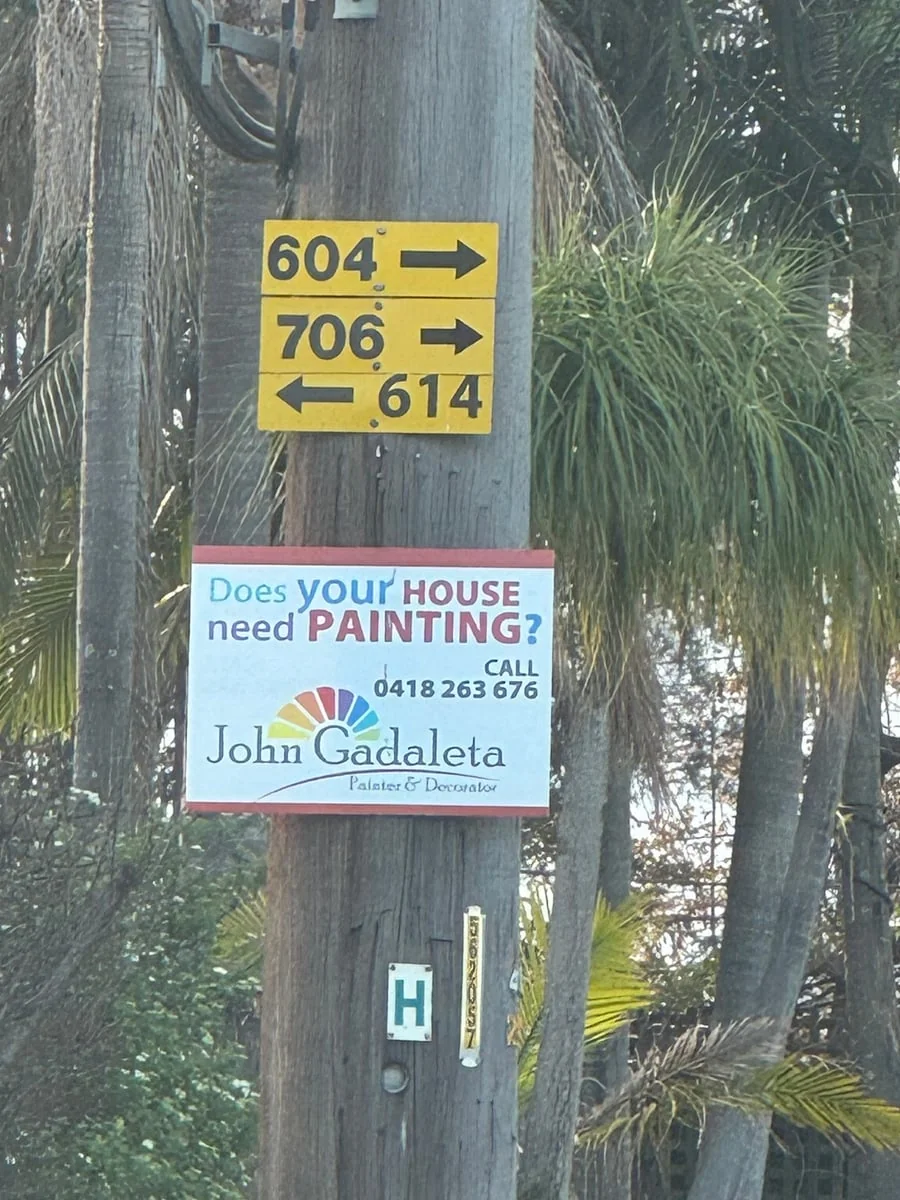 604 →
706 →
← 614
Does your HOUSE
need PAINTING?
CALL
0418 263 676
John Gadaleta
Painter & Decorator
H